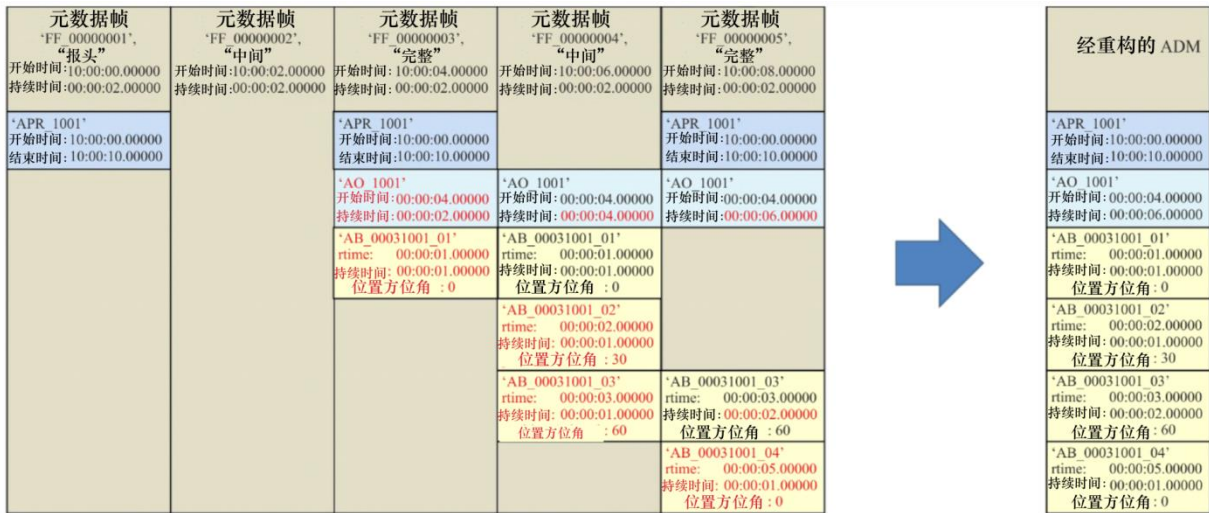 元数据帧
‘FF_00000001’,
“报头”
开始时间:10:00:00.00000
持续时间:00:00:02.00000
‘APR_1001’
开始时间:10:00:00.00000
结束时间:10:00:10.00000
元数据帧
‘FF_00000002’,
“中间”
开始时间:10:00:02.00000
持续时间:00:00:02.00000
元数据帧
‘FF_00000003’,
“完整”
开始时间:10:00:04.00000
持续时间:00:00:02.00000
‘APR_1001’
开始时间:10:00:00.00000
结束时间:10:00:10.00000
‘AO_1001’
开始时间:00:00:04.00000
持续时间:00:00:02.00000
‘AB_00031001_01’
rtime: 00:00:01.00000
持续时间: 00:00:01.00000
位置方位角 : 0
元数据帧
‘FF_00000004’,
“中间”
开始时间:10:00:06.00000
持续时间:00:00:02.00000
‘AO_1001’
开始时间:00:00:04.00000
持续时间:00:00:04.00000
‘AB_00031001_01’
rtime: 00:00:01.00000
持续时间:00:00:01.00000
位置方位角 : 0
‘AB_00031001_02’
rtime: 00:00:02.00000
持续时间: 00:00:01.00000
位置方位角 : 30
‘AB_00031001_03’
rtime: 00:00:03.00000
持续时间: 00:00:01.00000
位置方位角 : 60
元数据帧
‘FF_00000005’,
“完整”
开始时间:10:00:08.00000
持续时间:00:00:02.00000
‘APR_1001’
开始时间:10:00:00.00000
结束时间:10:00:10.00000
‘AO_1001’
开始时间:00:00:04.00000
持续时间:00:00:06.00000
‘AB_00031001_03’
rtime: 00:00:03.00000
持续时间:00:00:02.00000
位置方位角 : 60
‘AB_00031001_04’
rtime: 00:00:05.00000
持续时间: 00:00:01.00000
位置方位角 : 0
经重构的 ADM
‘APR_1001’
开始时间:10:00:00.00000
结束时间:10:00:10.00000
‘AO_1001’
开始时间:00:00:04.00000
持续时间:00:00:06.00000
‘AB_00031001_01’
rtime: 00:00:01.00000
持续时间:00:00:01.00000
位置方位角 : 0
‘AB_00031001_02’
rtime: 00:00:02.00000
持续时间:00:00:01.00000
位置方位角 : 30
‘AB_00031001_03’
rtime: 00:00:03.00000
持续时间:00:00:02.00000
位置方位角 : 60
‘AB_00031001_04’
rtime: 00:00:05.00000
持续时间:00:00:01.00000
位置方位角 : 0